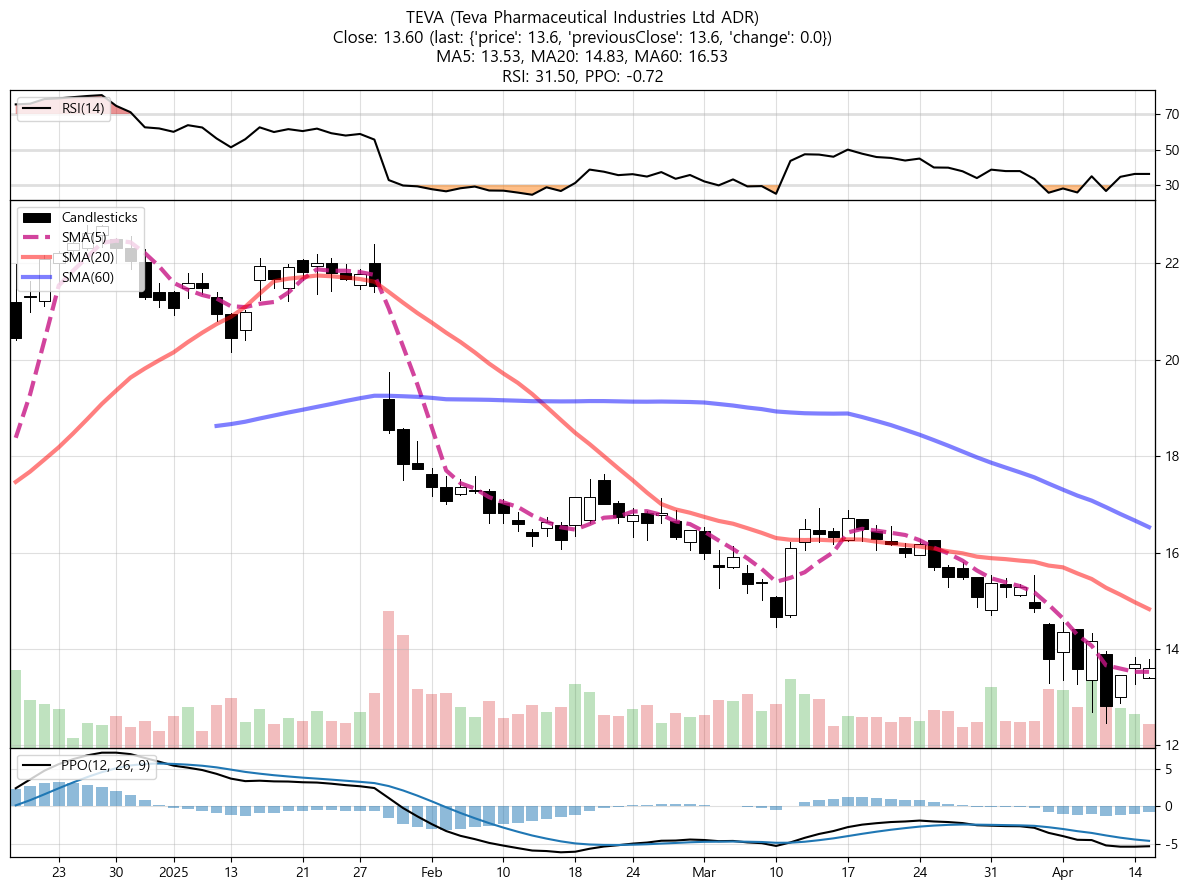 TEVA (Teva Pharmaceutical Industries Ltd ADR)
Close: 13.60 (last: {'price': 13.6, 'previousClose': 13.6, 'change': 0.0})
MA5: 13.53, MA20: 14.83, MA60: 16.53
RSI: 31.50, PPO: -0.72
RSI(14)
70
50
30
Candlesticks
SMA(5)
SMA(20)
SMA(60)
22
20
18
16
14
12
PPO(12, 26, 9)
5
0
-5
23 30 2025 13 21 27 Feb 10 18 24 Mar 10 17 24 31 Apr 14